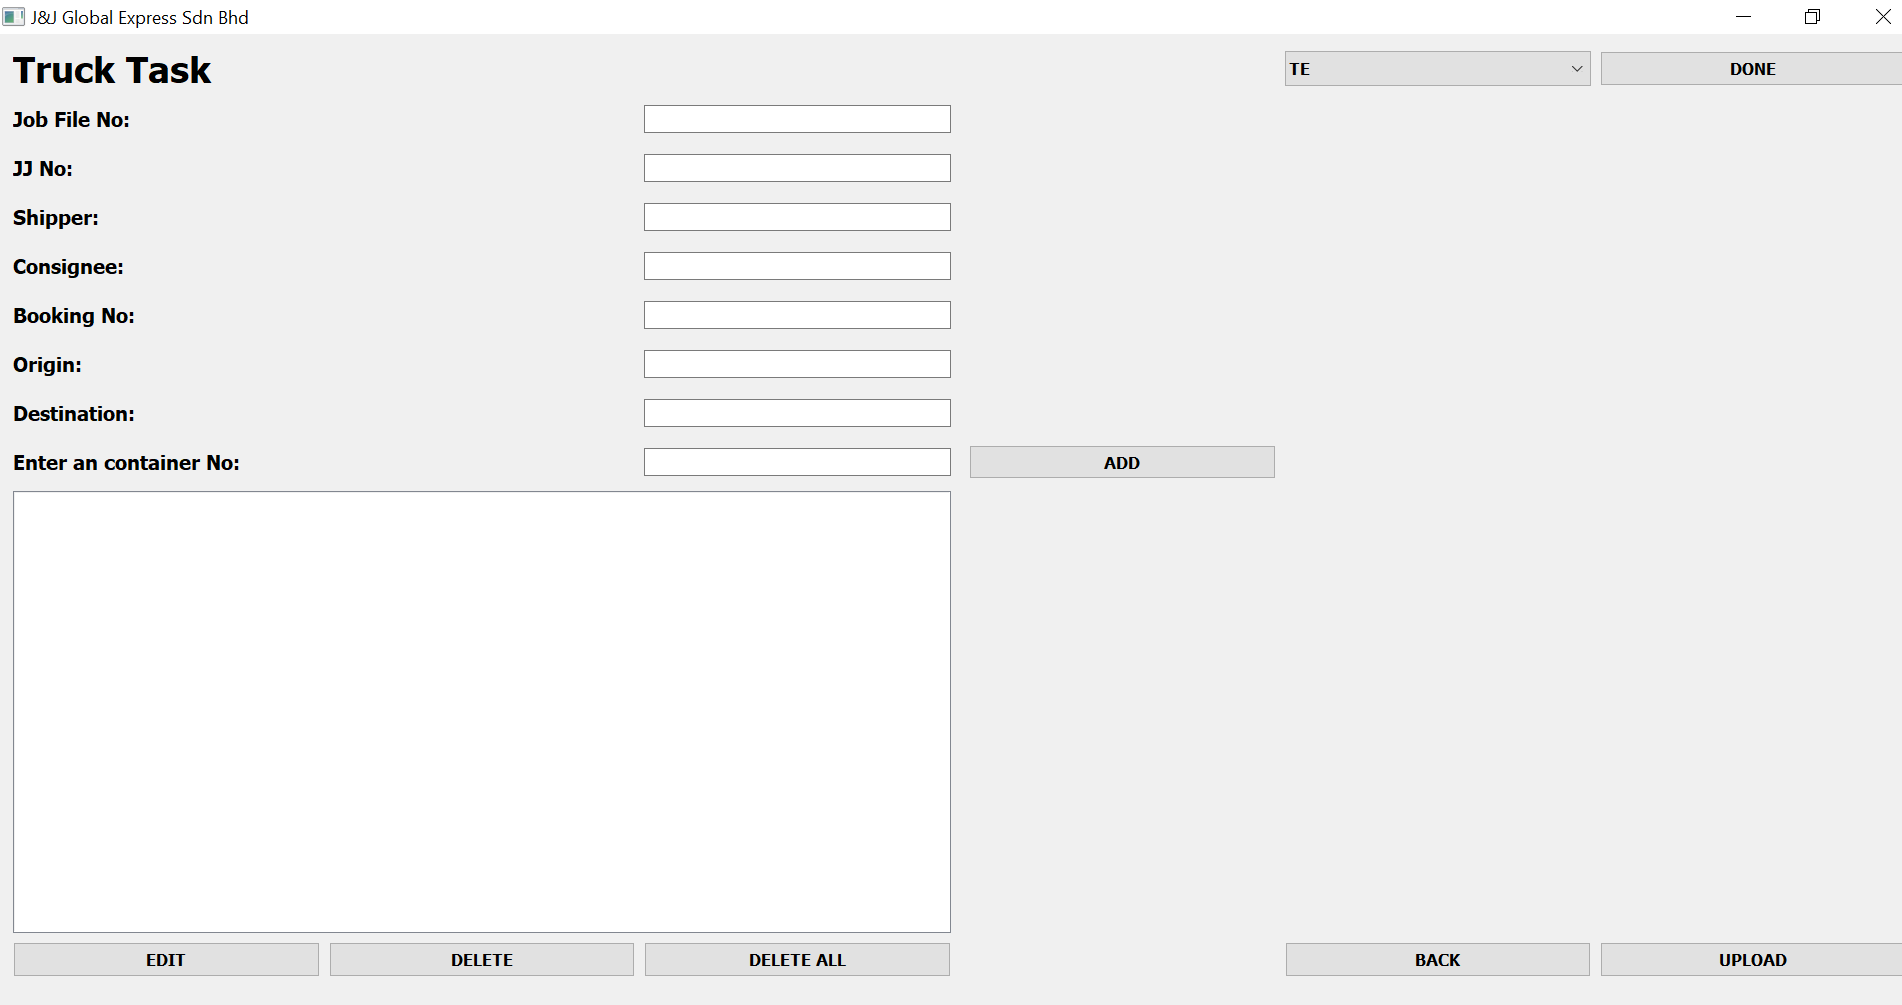 J&J Global Express Sdn Bhd
Truck Task
TE
DONE
Job File No:
JJ No:
Shipper:
Consignee:
Booking No:
Origin:
Destination:
Enter an container No:
ADD
EDIT
DELETE
DELETE ALL
BACK
UPLOAD